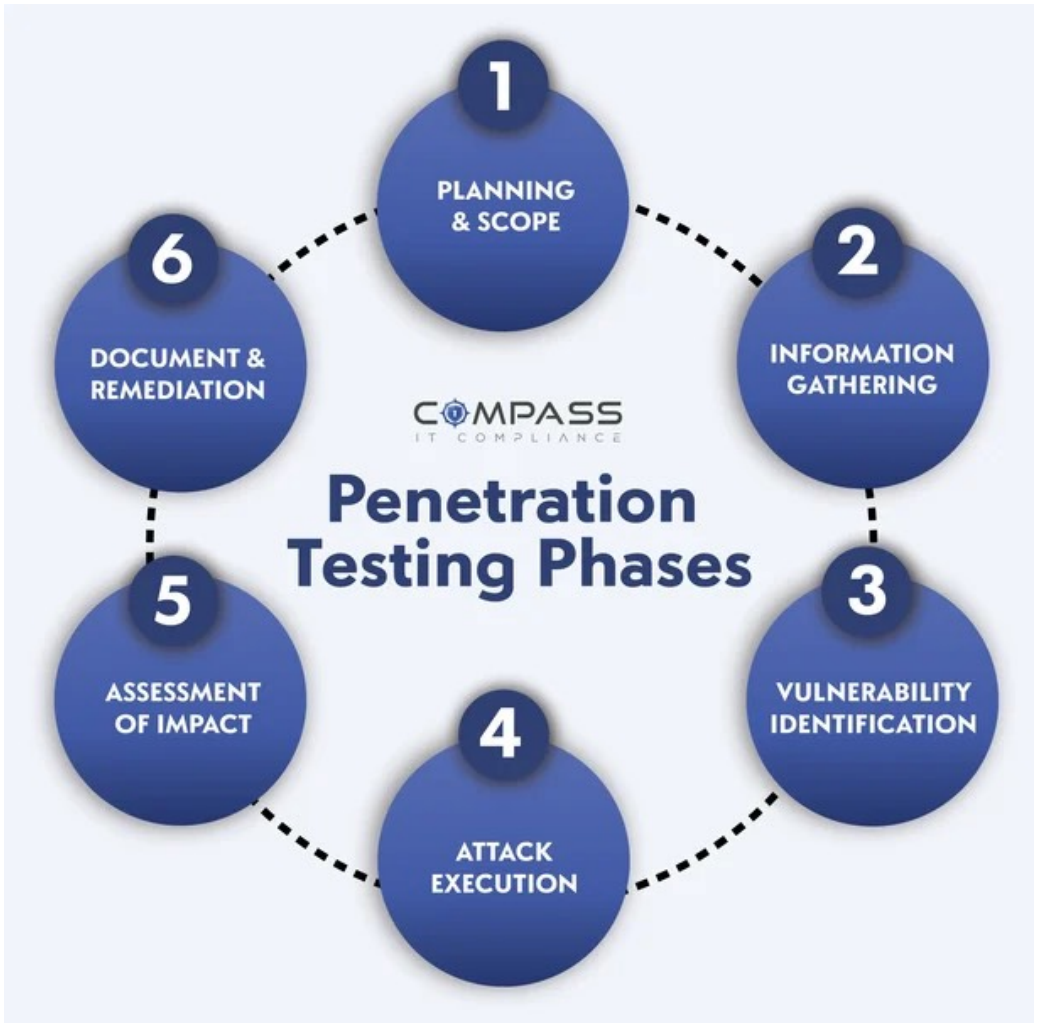 1
PLANNING
& SCOPE
2
INFORMATION
GATHERING
3
VULNERABILITY
IDENTIFICATION
4
ATTACK
EXECUTION
5
ASSESSMENT
OF IMPACT
6
DOCUMENT &
REMEDIATION
COMPASS
IT COMPLIANCE
Penetration
Testing Phases